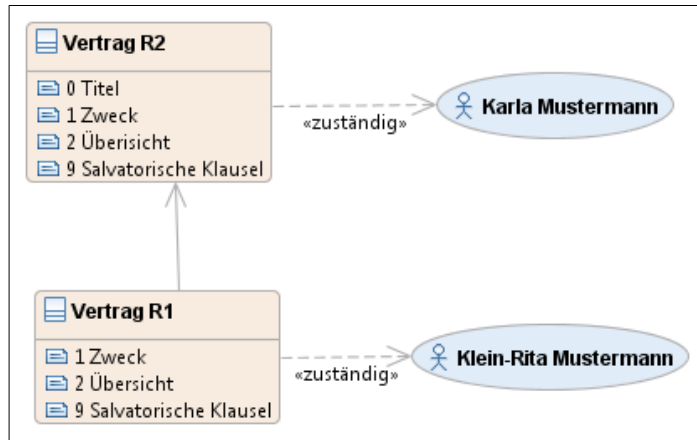 Vertrag R2
0 Titel
1 Zweck
2 Überisicht
9 Salvatorische Klausel
«zuständig»
Karla Mustermann
Vertrag R1
1 Zweck
2 Übersicht
9 Salvatorische Klausel
«zuständig»
Klein-Rita Mustermann